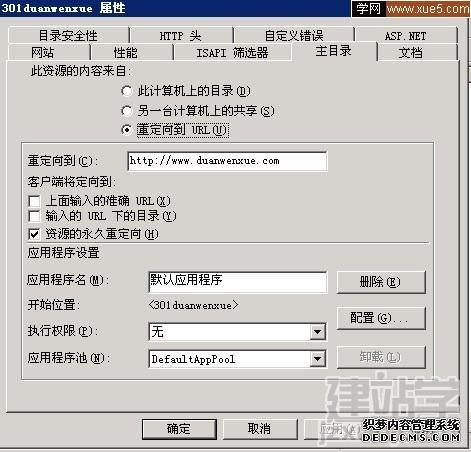 301duanwenxue 属性
学网 www.xue5.com
目录安全性 HTTP 头 自定义错误 ASP.NET
网站 性能 ISAPI 筛选器 主目录 文档
此资源的内容来自:
此计算机上的目录(D)
另一台计算机上的共享(S)
重定向到 URL(U)
重定向到(C): http://www.duanwenxue.com
客户端将定向到:
上面输入的准确 URL(X)
输入的 URL 下的目录(Y)
资源的永久重定向(H)
应用程序设置
应用程序名(M): 默认应用程序 删除(E)
开始位置: <301duanwenxue>
配置(G)...
执行权限(P): 无
应用程序池(N): DefaultAppPool 卸载(L)
建站学
确定 取消 应用(A)
织梦内容管理系统
DEDECMS.COM